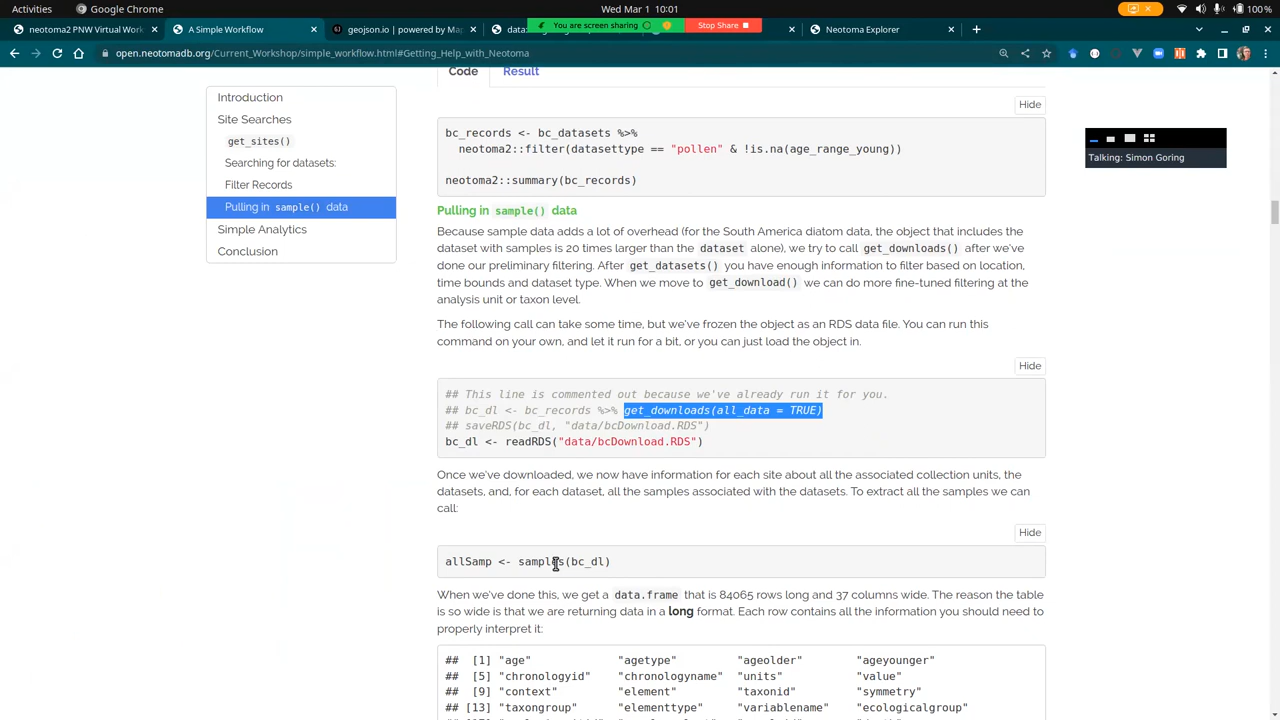 Activities Google Chrome Wed Mar 1 10:01 100 %
You are screen sharing Stop Share
neotoma2 PNW Virtual Work
A Simple Workflow
geojson.io | powered by Map
data:
Neotoma Explorer
open.neotomadb.org/Current_Workshop/simple_workflow.html#Getting_Help_with_Neotoma
Talking: Simon Goring
Introduction
Site Searches
get_sites()
Searching for datasets:
Filter Records
Pulling in sample() data
Simple Analytics
Conclusion
Code Result
Hide
bc_records <- bc_datasets %>%
neotoma2::filter(datasettype == "pollen" & !is.na(age_range_young))
neotoma2::summary(bc_records)
Pulling in sample() data
Because sample data adds a lot of overhead (for the South America diatom data, the object that includes the
dataset with samples is 20 times larger than the dataset alone), we try to call get_downloads() after we've
done our preliminary filtering. After get_datasets() you have enough information to filter based on location,
time bounds and dataset type. When we move to get_download() we can do more fine-tuned filtering at the
analysis unit or taxon level.
The following call can take some time, but we've frozen the object as an RDS data file. You can run this
command on your own, and let it run for a bit, or you can just load the object in.
Hide
## This line is commented out because we've already run it for you.
## bc_dl <- bc_records %>% get_downloads(all_data = TRUE)
## saveRDS(bc_dl, "data/bcDownload.RDS")
bc_dl <- readRDS("data/bcDownload.RDS")
Once we've downloaded, we now have information for each site about all the associated collection units, the
datasets, and, for each dataset, all the samples associated with the datasets. To extract all the samples we can
call:
Hide
allSamp <- samples(bc_dl)
When we've done this, we get a data.frame that is 84065 rows long and 37 columns wide. The reason the table
is so wide is that we are returning data in a long format. Each row contains all the information you should need to
properly interpret it:
## [1] "age" "agetype" "ageolder" "ageyounger"
## [5] "chronologyid" "chronologyname" "units" "value"
## [9] "context" "element" "taxonid" "symmetry"
## [13] "taxongroup" "elementtype" "variablename" "ecologicalgroup"